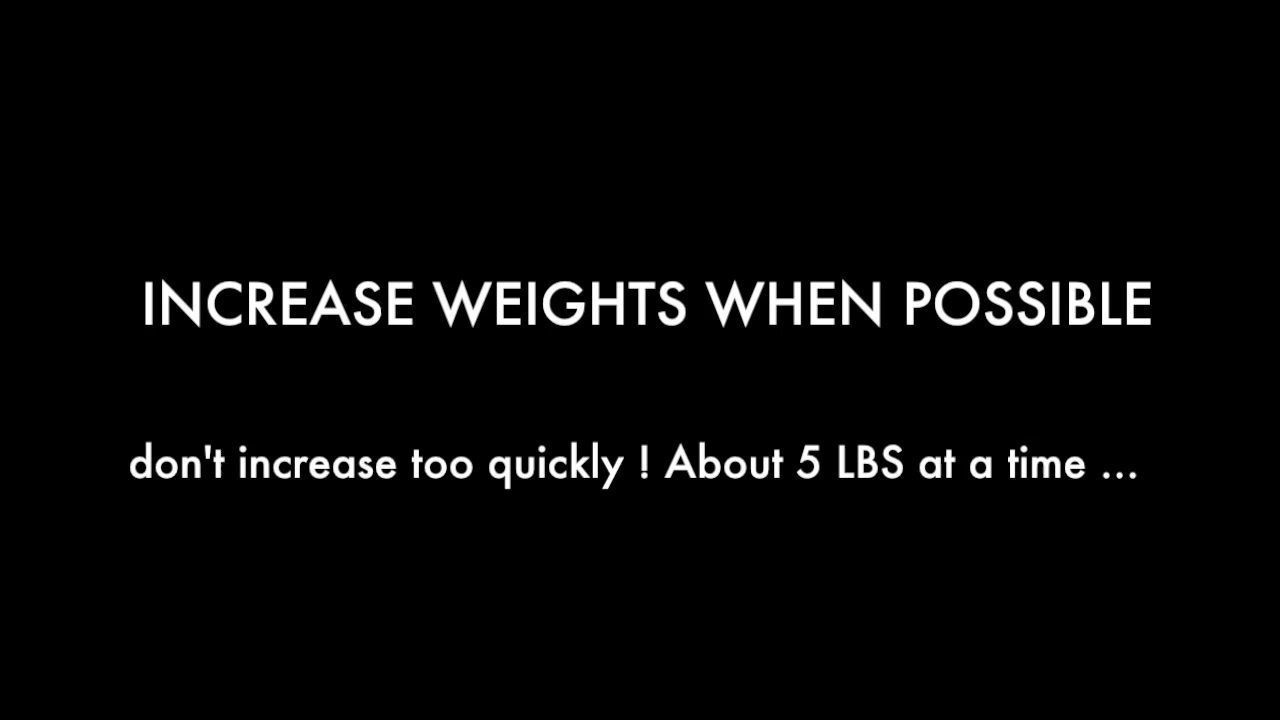 INCREASE WEIGHTS WHEN POSSIBLE
don't increase too quickly ! About 5 LBS at a time ...